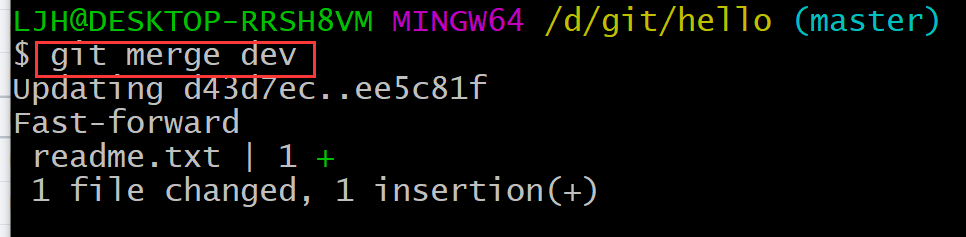 LJH@DESKTOP-RRSH8VM MINGW64 /d/git/hello (master)
$ git merge dev
Updating d43d7ec..ee5c81f
Fast-forward
 readme.txt | 1 +
 1 file changed, 1 insertion(+)